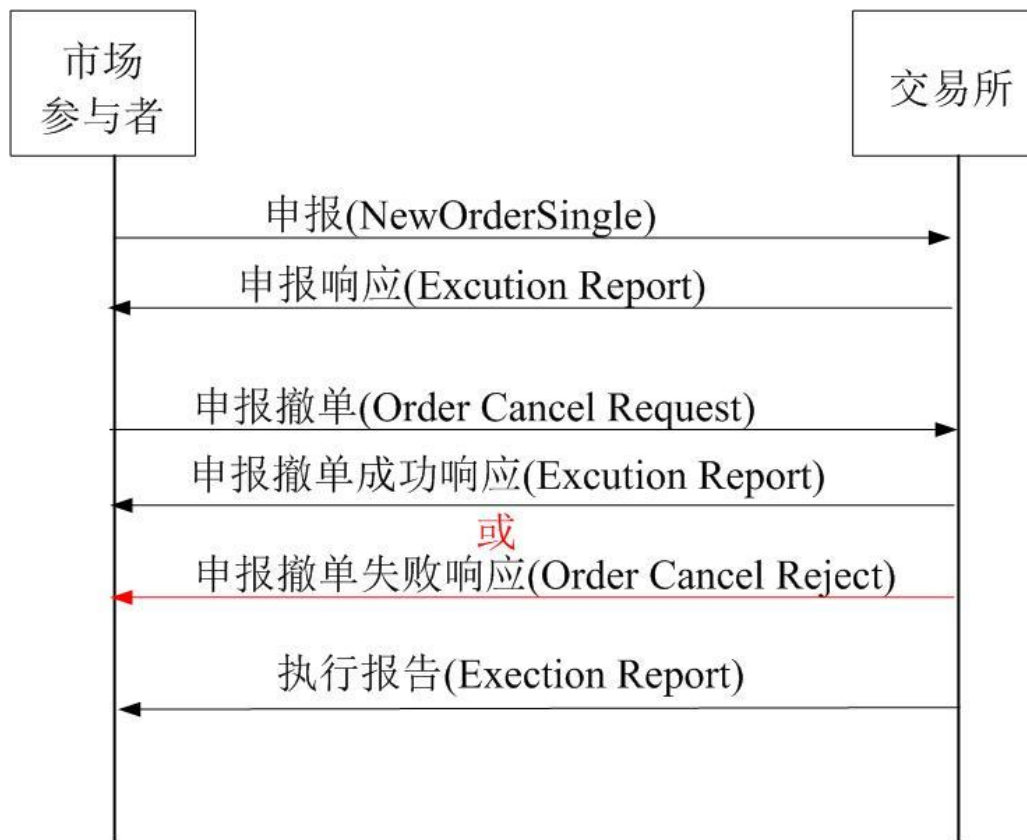 市场
参与者
交易所
申报(NewOrderSingle)
申报响应(Excution Report)
申报撤单(Order Cancel Request)
申报撤单成功响应(Excution Report)
或
申报撤单失败响应(Order Cancel Reject)
执行报告(Exection Report)